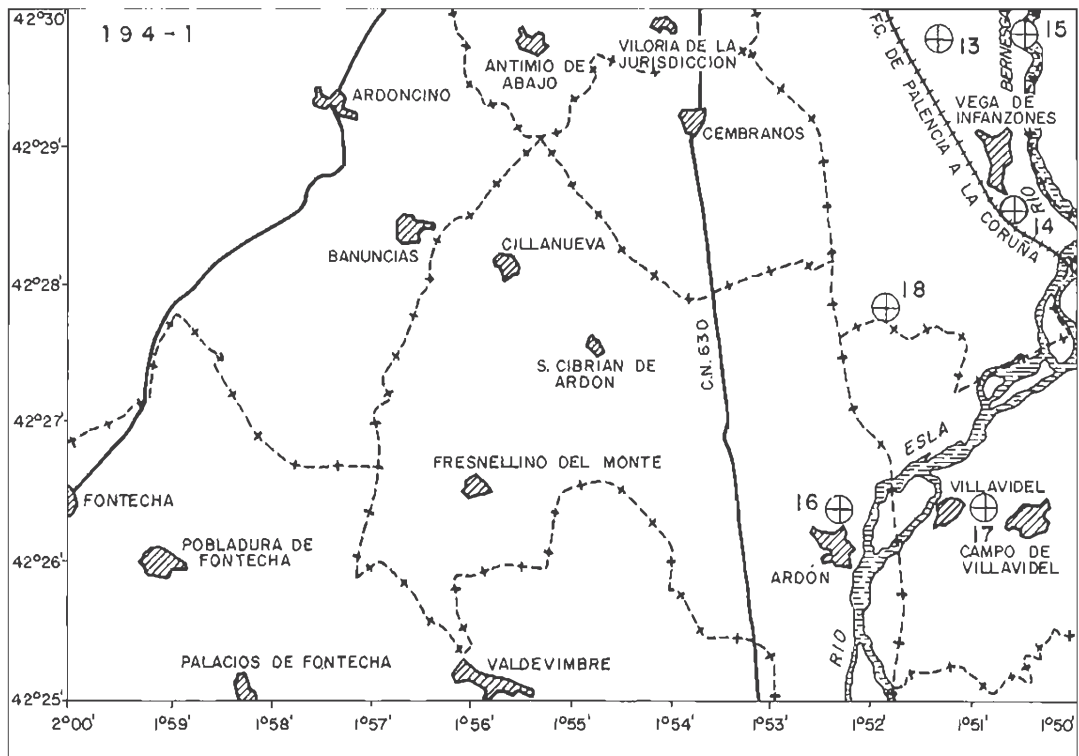 42°30'
194-1
ANTIMIO DE
ABAJO
VILORIA DE LA
JURISDICCION
F.C. DE PALENCIA A LA CORUÑA
13
15
RIO BERNESGA
ARDONCINO
VEGA DE
INFANZONES
42°29'
CEMBRANOS
14
BANUNCIAS
CILLANUEVA
42°28'
18
S. CIBRIAN DE
ARDON
C.N. 630
42°27'
RIO ESLA
FRESNELLINO DEL MONTE
FONTECHA
16
VILLAVIDEL
17
CAMPO DE
VILLAVIDEL
42°26'
POBLADURA DE
FONTECHA
ARDÓN
PALACIOS DE FONTECHA
VALDEVIMBRE
42°25'
2°00'
1°59'
1°58'
1°57'
1°56'
1°55'
1°54'
1°53'
1°52'
1°51'
1°50'